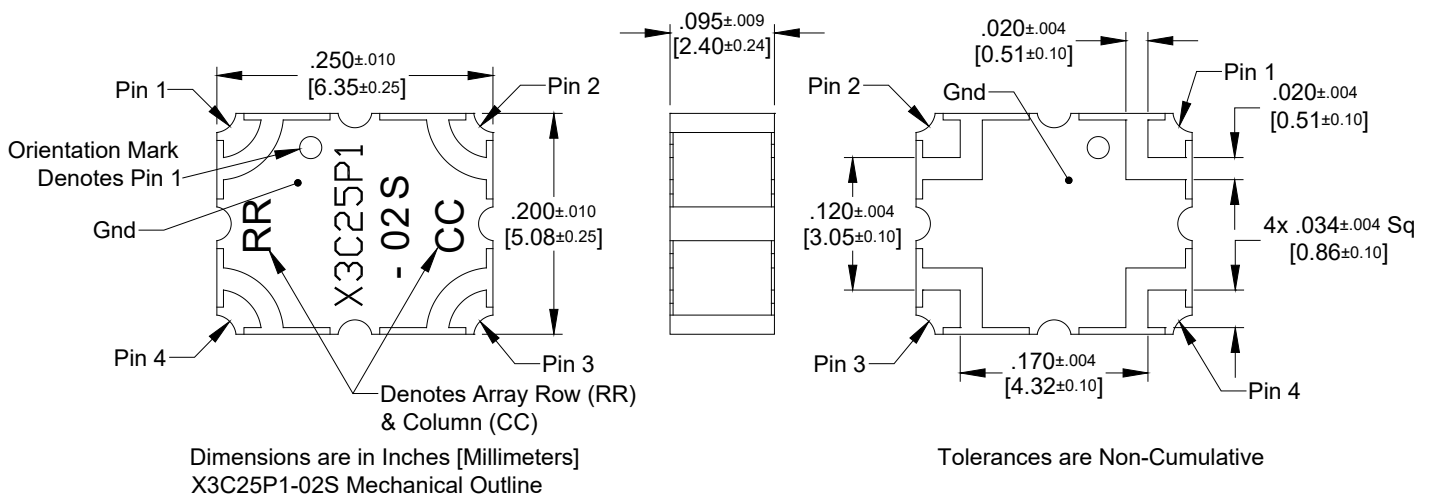 .250±.010
[6.35±0.25]
Pin 1
Pin 2
Orientation Mark
Denotes Pin 1
Gnd
RR
X3C25P1
-02S
CC
.200±.010
[5.08±0.25]
Pin 4
Pin 3
Denotes Array Row (RR)
& Column (CC)
Dimensions are in Inches [Millimeters]
X3C25P1-02S Mechanical Outline
.095±.009
[2.40±0.24]
.020±.004
[0.51±0.10]
Pin 2
Gnd
Pin 1
.020±.004
[0.51±0.10]
.120±.004
[3.05±0.10]
4x .034±.004 Sq
[0.86±0.10]
Pin 3
.170±.004
[4.32±0.10]
Pin 4
Tolerances are Non-Cumulative